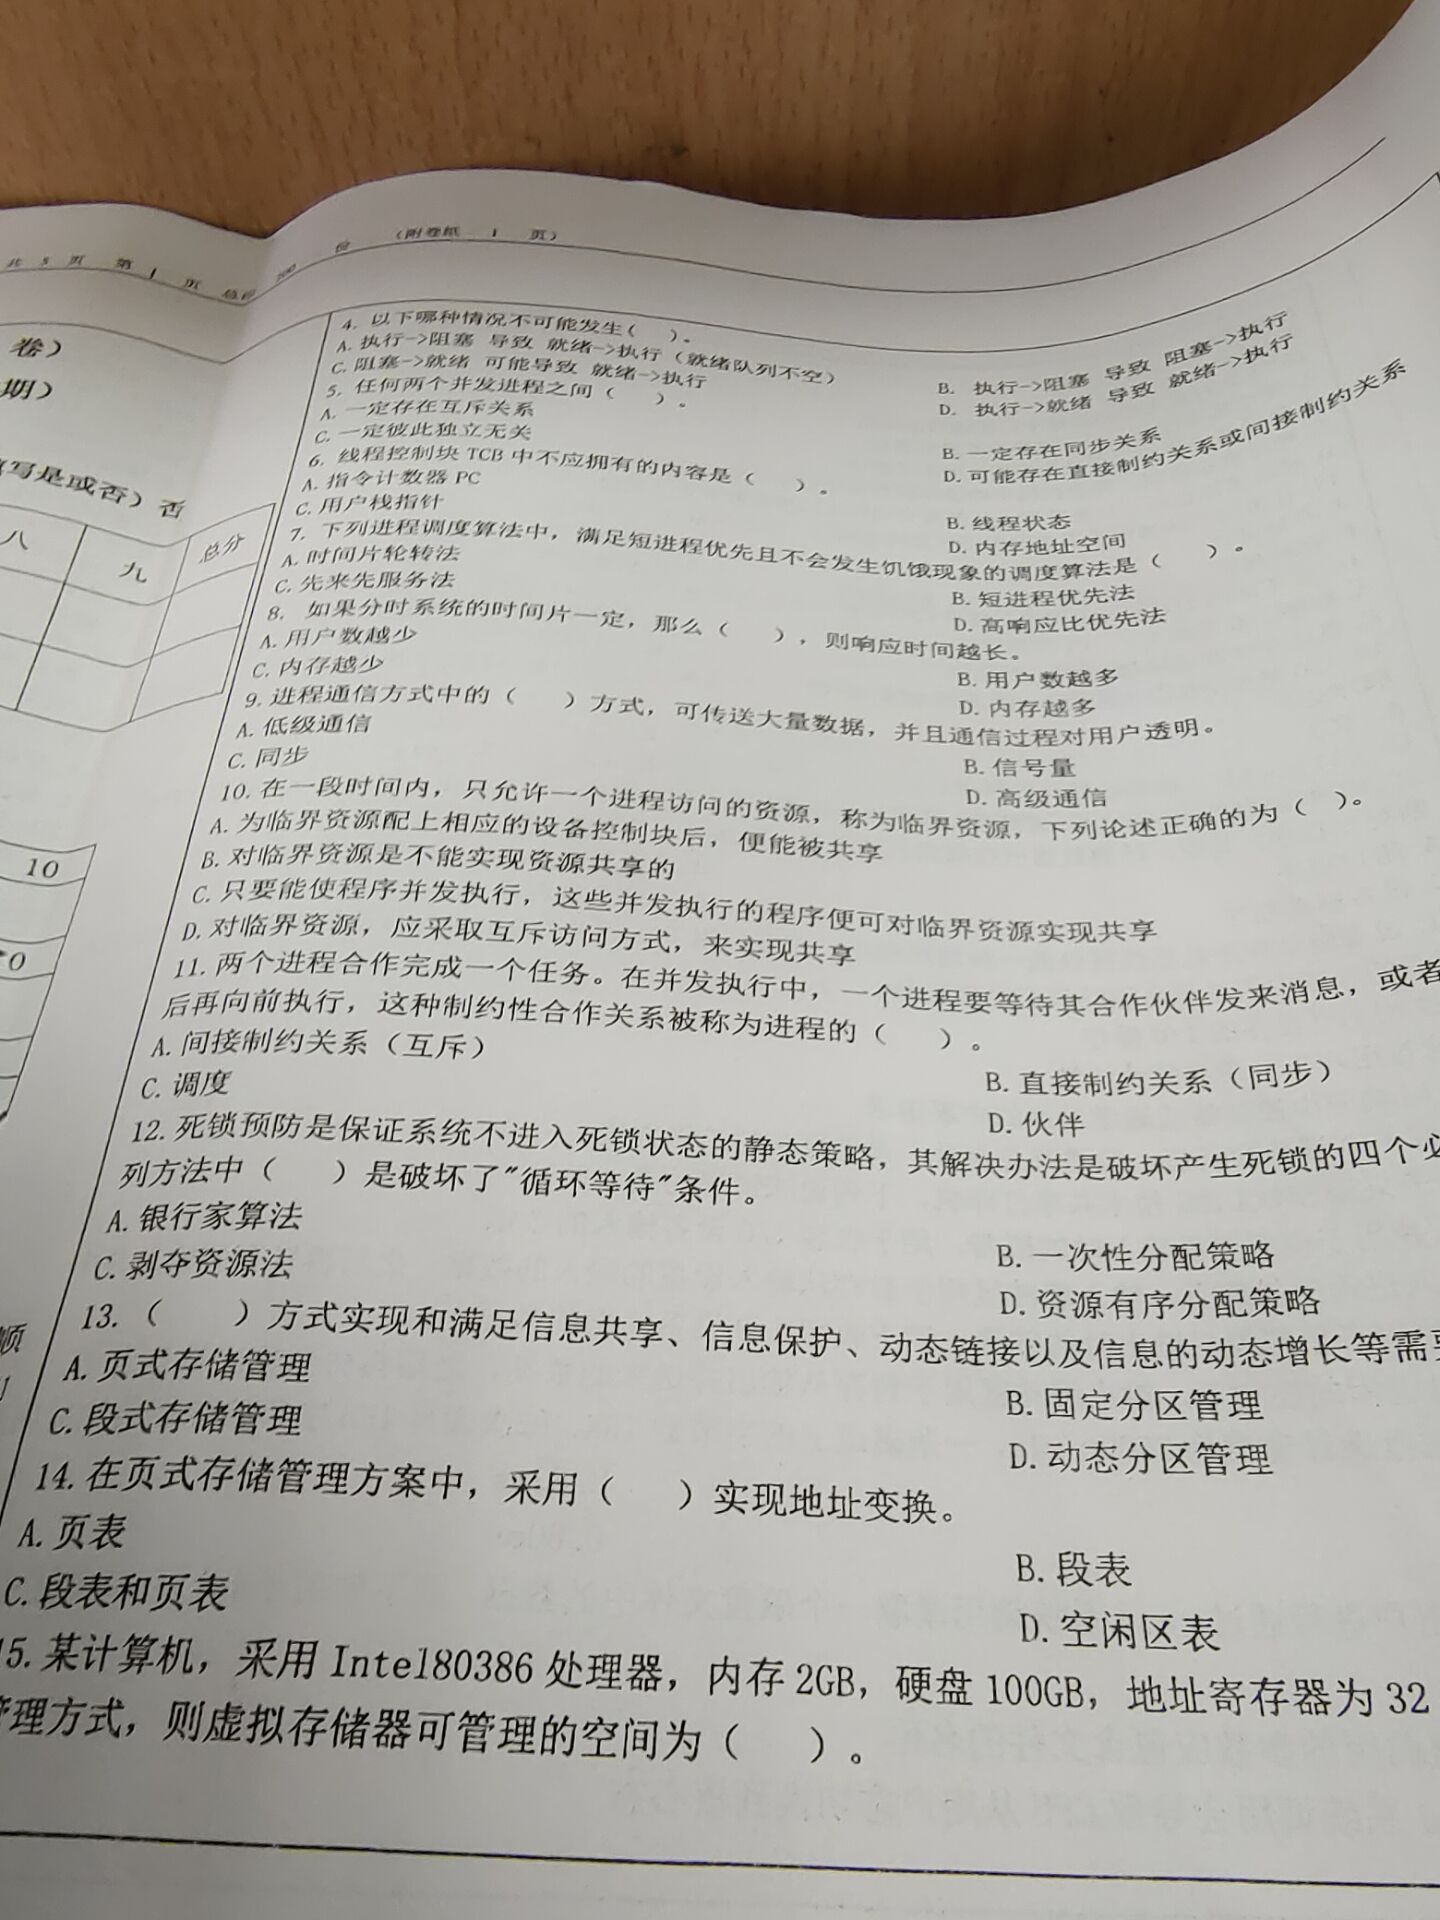 共 5 页 第 1 页 总印 200 份 （附卷纸 1 页）
卷）
期）
写是或否）否
八 九 总分
10
顺
4. 以下哪种情况不可能发生（ ）。
A. 执行->阻塞 导致 就绪->执行（就绪队列不空） B. 执行->阻塞 导致 阻塞->执行
C. 阻塞->就绪 可能导致 就绪->执行 D. 执行->就绪 导致 就绪->执行
5. 任何两个并发进程之间（ ）。
A. 一定存在互斥关系 B. 一定存在同步关系
C. 一定彼此独立无关 D. 可能存在直接制约关系或间接制约关系
6. 线程控制块 TCB 中不应拥有的内容是（ ）。
A. 指令计数器 PC B. 线程状态
C. 用户栈指针 D. 内存地址空间
7. 下列进程调度算法中，满足短进程优先且不会发生饥饿现象的调度算法是（ ）。
A. 时间片轮转法 B. 短进程优先法
C. 先来先服务法 D. 高响应比优先法
8. 如果分时系统的时间片一定，那么（ ），则响应时间越长。
A. 用户数越少 B. 用户数越多
C. 内存越少 D. 内存越多
9. 进程通信方式中的（ ）方式，可传送大量数据，并且通信过程对用户透明。
A. 低级通信 B. 信号量
C. 同步 D. 高级通信
10. 在一段时间内，只允许一个进程访问的资源，称为临界资源，下列论述正确的为（ ）。
A. 为临界资源配上相应的设备控制块后，便能被共享
B. 对临界资源是不能实现资源共享的
C. 只要能使程序并发执行，这些并发执行的程序便可对临界资源实现共享
D. 对临界资源，应采取互斥访问方式，来实现共享
11. 两个进程合作完成一个任务。在并发执行中，一个进程要等待其合作伙伴发来消息，或者
后再向前执行，这种制约性合作关系被称为进程的（ ）。
A. 间接制约关系（互斥） B. 直接制约关系（同步）
C. 调度 D. 伙伴
12. 死锁预防是保证系统不进入死锁状态的静态策略，其解决办法是破坏产生死锁的四个必
列方法中（ ）是破坏了"循环等待"条件。
A. 银行家算法 B. 一次性分配策略
C. 剥夺资源法 D. 资源有序分配策略
13. （ ）方式实现和满足信息共享、信息保护、动态链接以及信息的动态增长等需要
A. 页式存储管理 B. 固定分区管理
C. 段式存储管理 D. 动态分区管理
14. 在页式存储管理方案中，采用（ ）实现地址变换。
A. 页表 B. 段表
C. 段表和页表 D. 空闲区表
15. 某计算机，采用 Intel80386 处理器，内存 2GB，硬盘 100GB，地址寄存器为 32
管理方式，则虚拟存储器可管理的空间为（ ）。